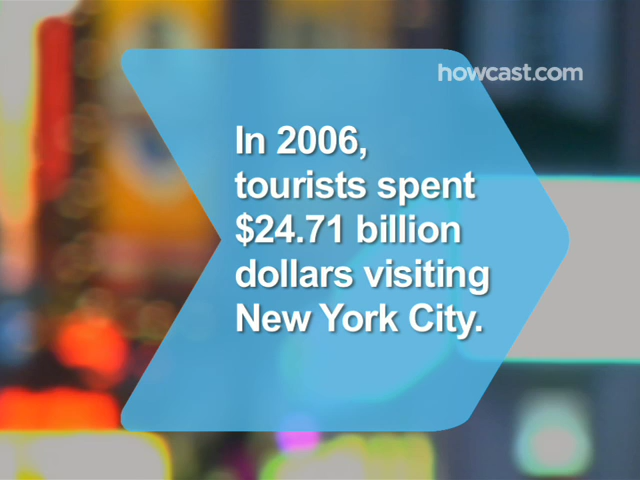 howcast.com
In 2006,
tourists spent
$24.71 billion
dollars visiting
New York City.